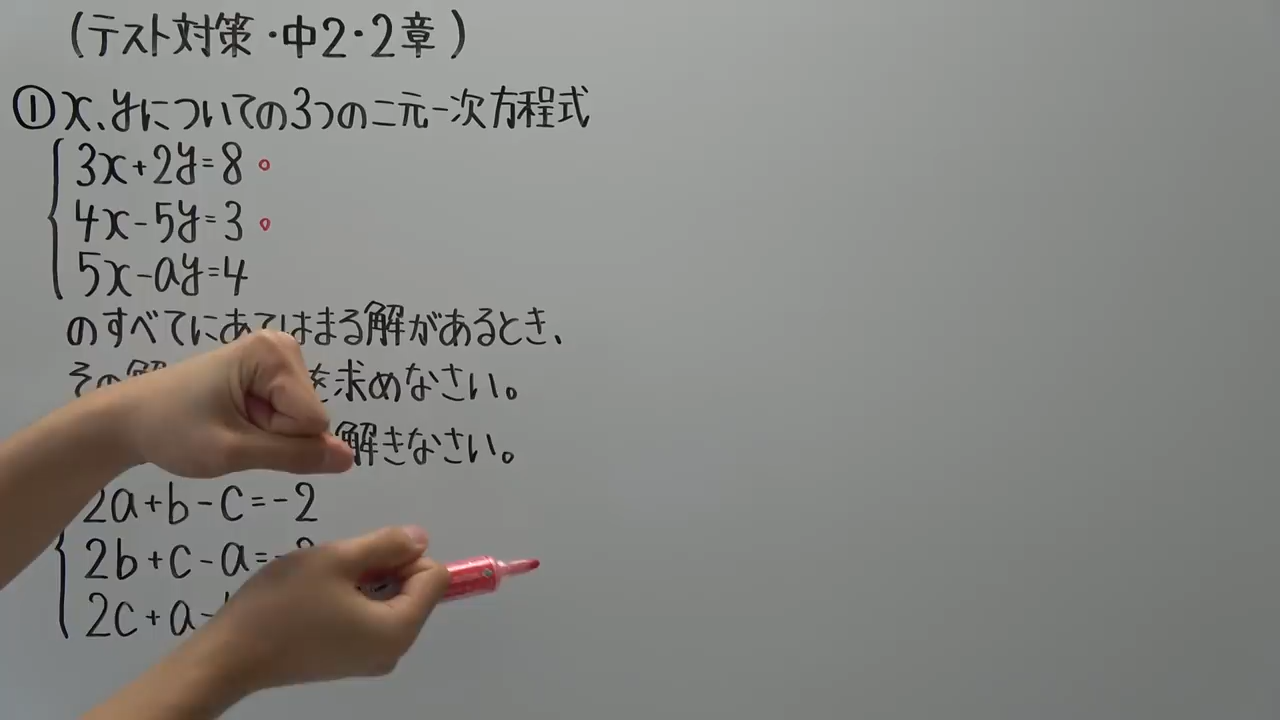 (テスト対策・中2・2章)
① x、yについての3つの二元一次方程式
3x+2y=8
4x-5y=3
5x-ay=4
のすべてにあてはまる解があるとき、
その解 を求めなさい。
解きなさい。
2a+b-c=-2
2b+c-a=-
2c+a-